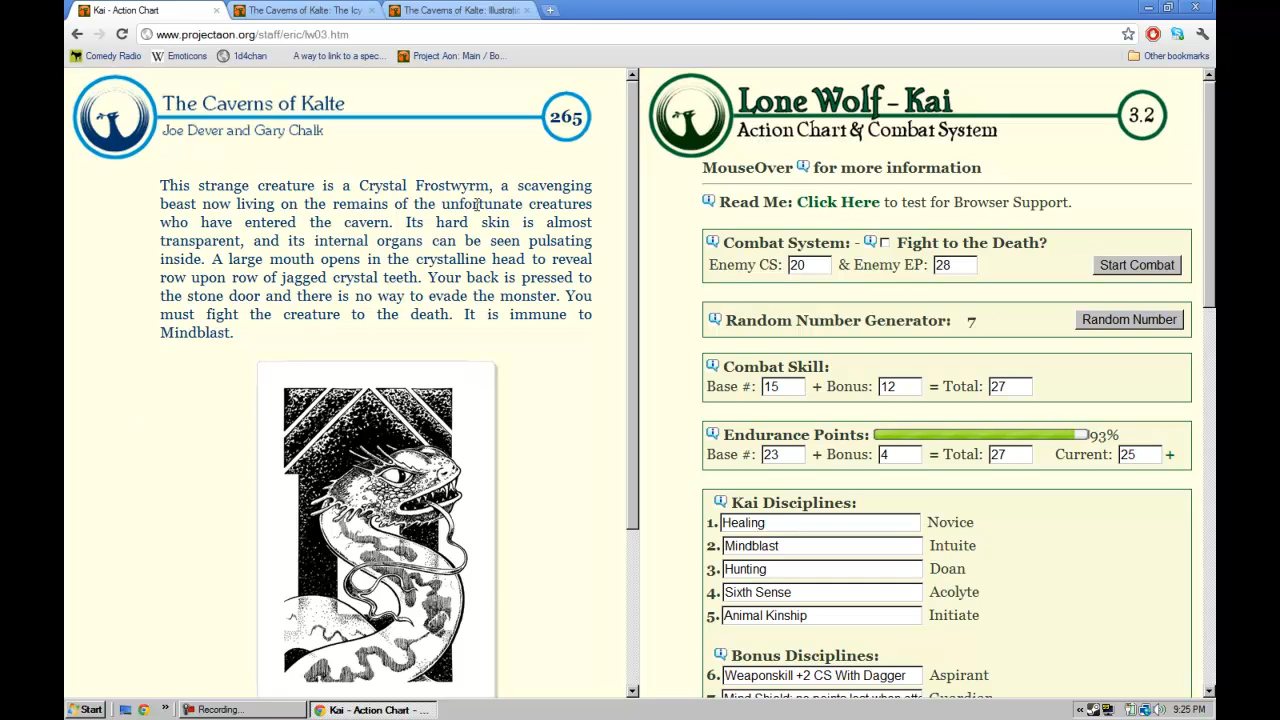 Kai - Action Chart
The Caverns of Kalte: The Icy
The Caverns of Kalte: Illustratin
www.projectaon.org/staff/eric/lw03.htm
Comedy Radio
Emoticons
1d4chan
A way to link to a spec...
Project Aon: Main / Bo...
Other bookmarks
The Caverns of Kalte
Joe Dever and Gary Chalk
265
This strange creature is a Crystal Frostwyrm, a scavenging
beast now living on the remains of the unfortunate creatures
who have entered the cavern. Its hard skin is almost
transparent, and its internal organs can be seen pulsating
inside. A large mouth opens in the crystalline head to reveal
row upon row of jagged crystal teeth. Your back is pressed to
the stone door and there is no way to evade the monster. You
must fight the creature to the death. It is immune to
Mindblast.
Lone Wolf - Kai
Action Chart & Combat System
3.2
MouseOver for more information
Read Me: Click Here to test for Browser Support.
Combat System: - Fight to the Death?
Enemy CS: 20 & Enemy EP: 28 Start Combat
Random Number Generator: 7 Random Number
Combat Skill:
Base #: 15 + Bonus: 12 = Total: 27
Endurance Points: 93%
Base #: 23 + Bonus: 4 = Total: 27 Current: 25 +
Kai Disciplines:
1. Healing Novice
2. Mindblast Intuite
3. Hunting Doan
4. Sixth Sense Acolyte
5. Animal Kinship Initiate
Bonus Disciplines:
6. Weaponskill +2 CS With Dagger Aspirant
Start
»
Recording...
Kai - Action Chart - ...
«
9:25 PM